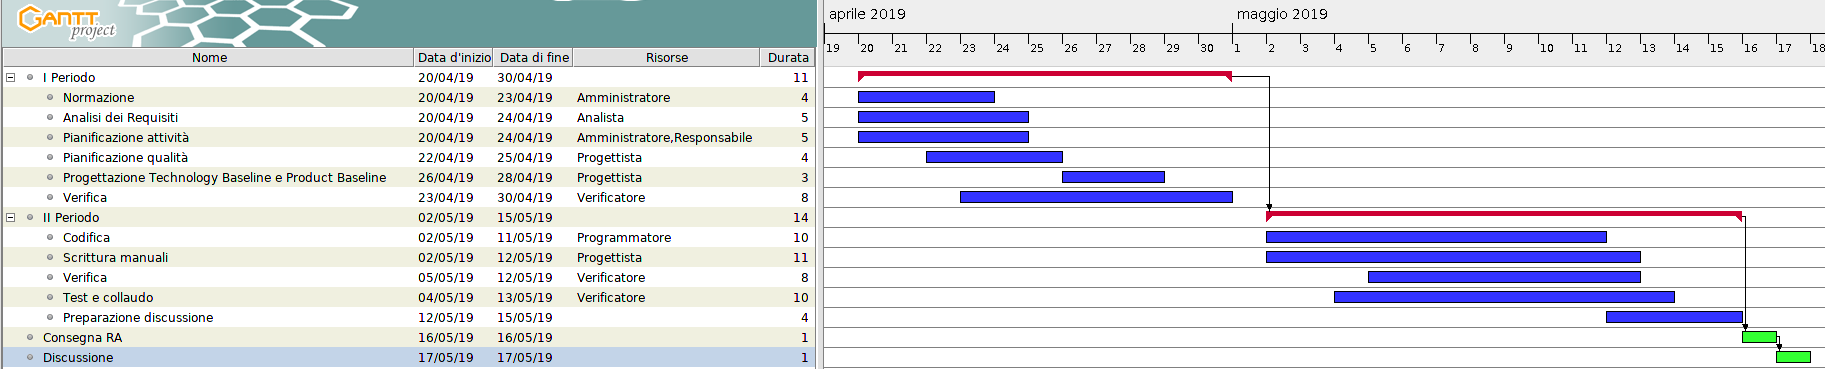 GANTT
project
aprile 2019 maggio 2019
19 20 21 22 23 24 25 26 27 28 29 30 1 2 3 4 5 6 7 8 9 10 11 12 13 14 15 16 17 18
Nome Data d'inizio Data di fine Risorse Durata
I Periodo 20/04/19 30/04/19 11
Normazione 20/04/19 23/04/19 Amministratore 4
Analisi dei Requisiti 20/04/19 24/04/19 Analista 5
Pianificazione attività 20/04/19 24/04/19 Amministratore,Responsabile 5
Pianificazione qualità 22/04/19 25/04/19 Progettista 4
Progettazione Technology Baseline e Product Baseline 26/04/19 28/04/19 Progettista 3
Verifica 23/04/19 30/04/19 Verificatore 8
II Periodo 02/05/19 15/05/19 14
Codifica 02/05/19 11/05/19 Programmatore 10
Scrittura manuali 02/05/19 12/05/19 Progettista 11
Verifica 05/05/19 12/05/19 Verificatore 8
Test e collaudo 04/05/19 13/05/19 Verificatore 10
Preparazione discussione 12/05/19 15/05/19 4
Consegna RA 16/05/19 16/05/19 1
Discussione 17/05/19 17/05/19 1